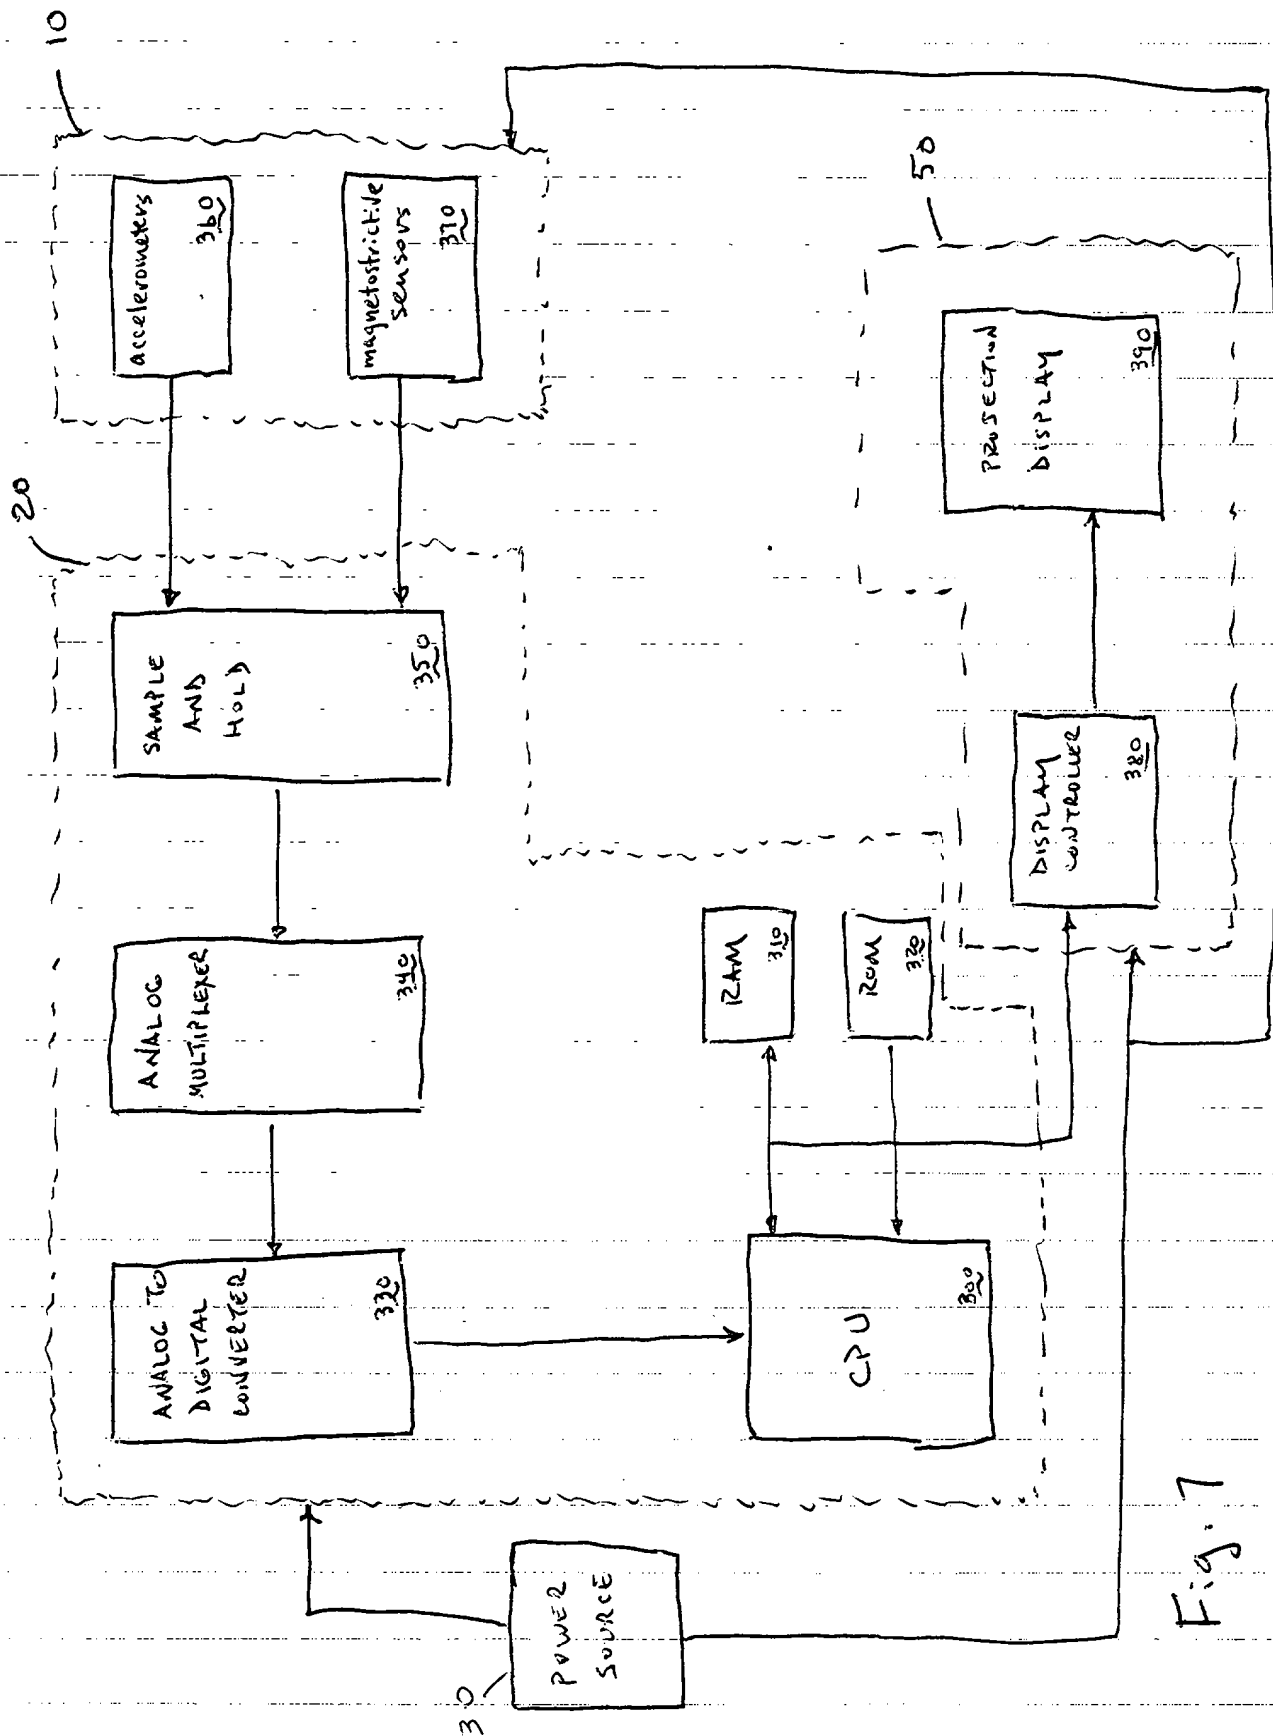 10
accelerometers
360
magnetostrictive
sensors
370
20
SAMPLE
AND
HOLD
350
ANALOG
MULTIPLEXER
340
ANALOG TO
DIGITAL
CONVERTER
330
RAM
310
ROM
320
CPU
300
50
PROJECTION
DISPLAY
390
DISPLAY
CONTROLLER
380
30
POWER
SOURCE
Fig. 7